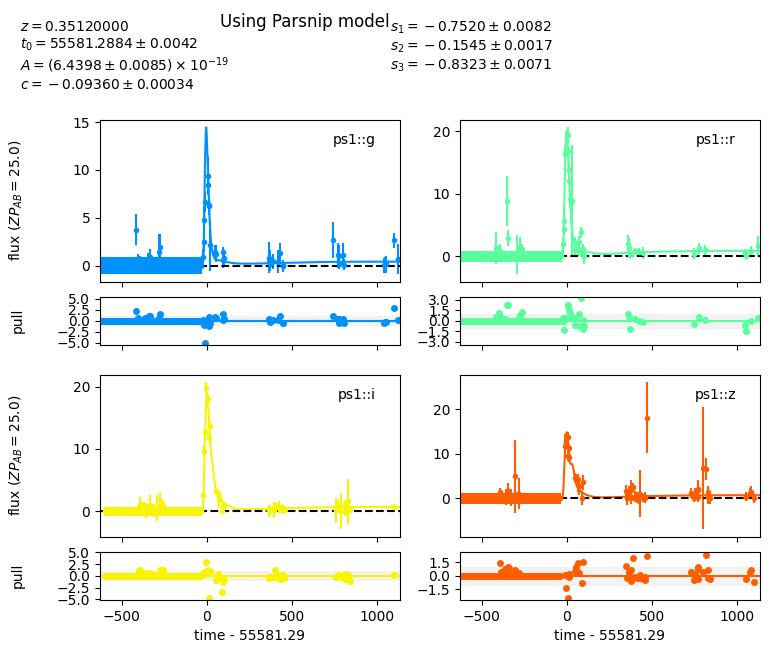 Using Parsnip model
z = 0.35120000
t₀ = 55581.2884 ± 0.0042
A = (6.4398 ± 0.0085) × 10⁻¹⁹
c = −0.09360 ± 0.00034
s₁ = −0.7520 ± 0.0082
s₂ = −0.1545 ± 0.0017
s₃ = −0.8323 ± 0.0071
flux (ZP_AB = 25.0)
15
10
5
0
ps1::g
20
10
0
ps1::r
pull
5.0
2.5
0.0
−2.5
−5.0
3.0
1.5
0.0
−1.5
−3.0
flux (ZP_AB = 25.0)
20
10
0
ps1::i
20
10
0
ps1::z
pull
5.0
2.5
0.0
−2.5
−5.0
1.5
0.0
−1.5
−500 0 500 1000
time - 55581.29
−500 0 500 1000
time - 55581.29